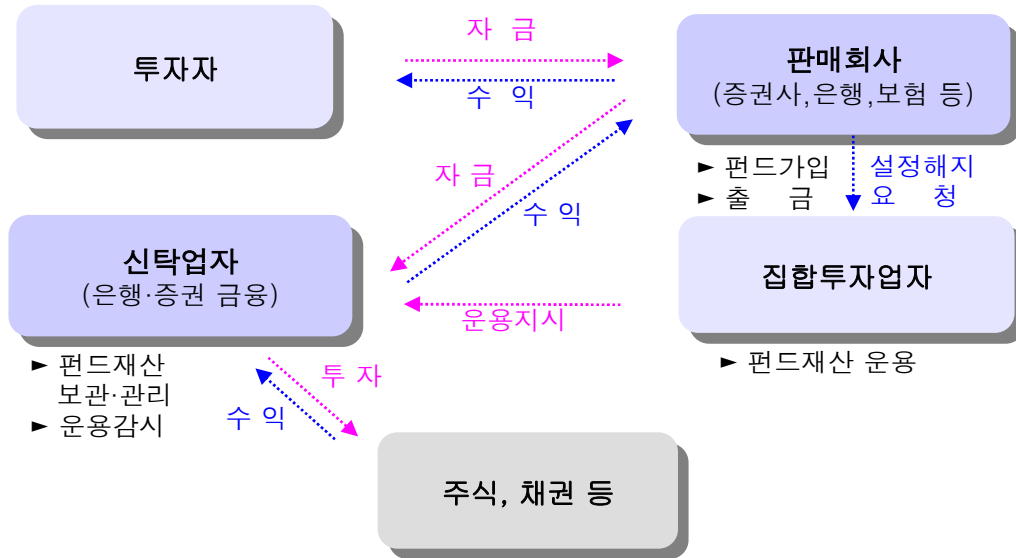 자 금
투자자
수 익
판매회사
(증권사,은행,보험 등)
► 펀드가입
► 출 금
설정해지
요 청
자 금
수 익
신탁업자
(은행·증권 금융)
집합투자업자
운용지시
► 펀드재산
보관·관리
► 운용감시
► 펀드재산 운용
투 자
수 익
주식, 채권 등